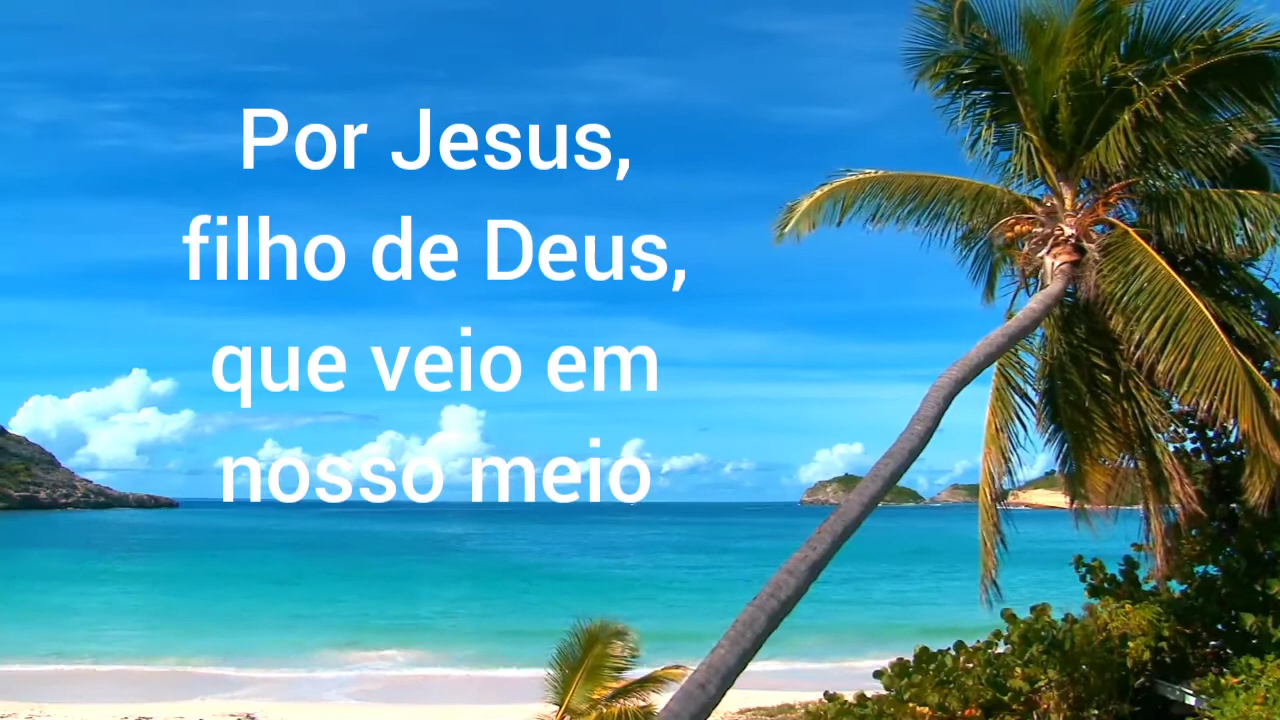 Por Jesus,
filho de Deus,
que veio em
nosso meio